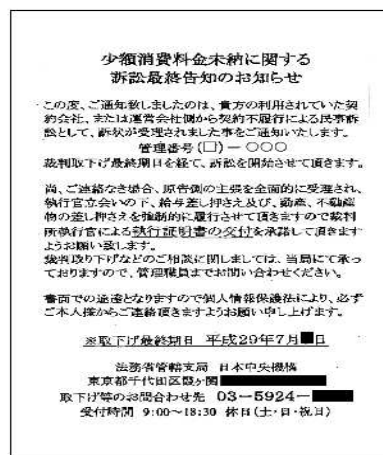 少額消費料金未納に関する
訴訟最終告知のお知らせ
この度、ご通知致しましたのは、貴方の利用されていた契
約会社、または運営会社側から契約不履行による民事訴
訟として、訴状が受理されました事をご通知いたします。
管理番号(□)―○○○
裁判取下げ最終期日を経て、訴訟を開始させて頂きます。
尚、ご連絡なき場合、原告側の主張を全面的に受理され、
執行官立会いの下、給与差し押さえ及び、動産、不動産
物の差し押さえを強制的に履行させて頂きますので裁判
所執行官による執行証明書の交付を承諾して頂きます
ようお願い致します。
裁判取り下げなどのご相談に関しましては、当局にて承っ
ておりますので、管理職員までお問い合わせください。
書面での通達となりますので個人情報保護法により、必ず
ご本人様からご連絡頂きますようお願い申し上げます。
※取下げ最終期日 平成29年7月■日
法務省管轄支局 日本中央機構
東京都千代田区霞ヶ関
取下げ等のお問合わせ先 03-5924-
受付時間 9:00~18:30 休日(土・日・祝日)